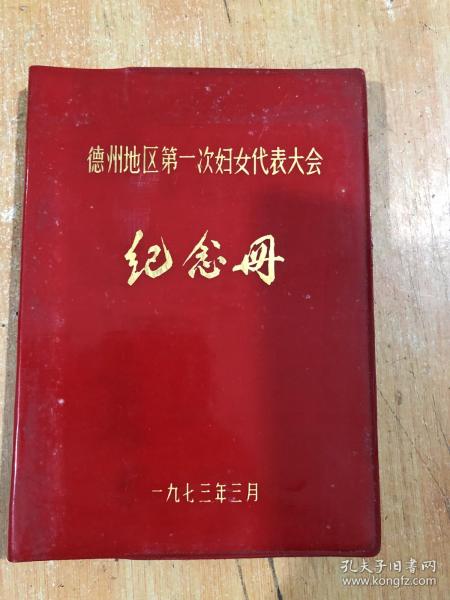 德州地区第一次妇女代表大会
纪念册
一九七三年三月
孔夫子旧书网
www.kongfz.com